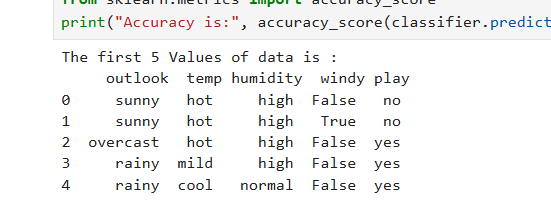 from sklearn.metrics import accuracy_score
print("Accuracy is:", accuracy_score(classifier.predict
The first 5 Values of data is :
outlook temp humidity windy play
0 sunny hot high False no
1 sunny hot high True no
2 overcast hot high False yes
3 rainy mild high False yes
4 rainy cool normal False yes